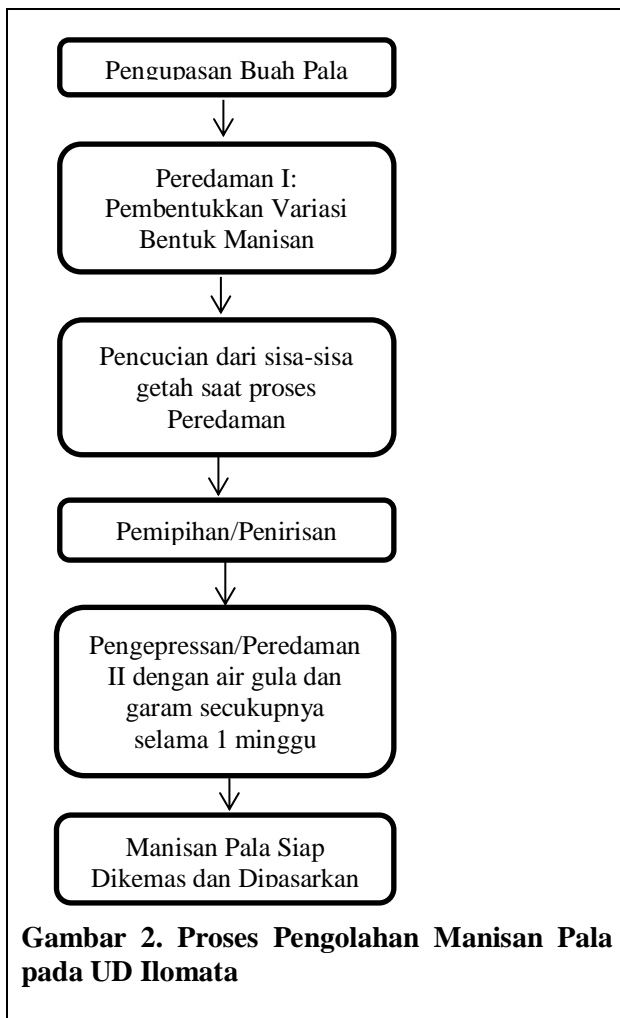 Pengupasan Buah Pala
Peredaman I:
Pembentukkan Variasi
Bentuk Manisan
Pencucian dari sisa-sisa
getah saat proses
Peredaman
Pemipihan/Penirisan
Pengepressan/Peredaman
II dengan air gula dan
garam secukupnya
selama 1 minggu
Manisan Pala Siap
Dikemas dan Dipasarkan
Gambar 2. Proses Pengolahan Manisan Pala
pada UD Ilomata